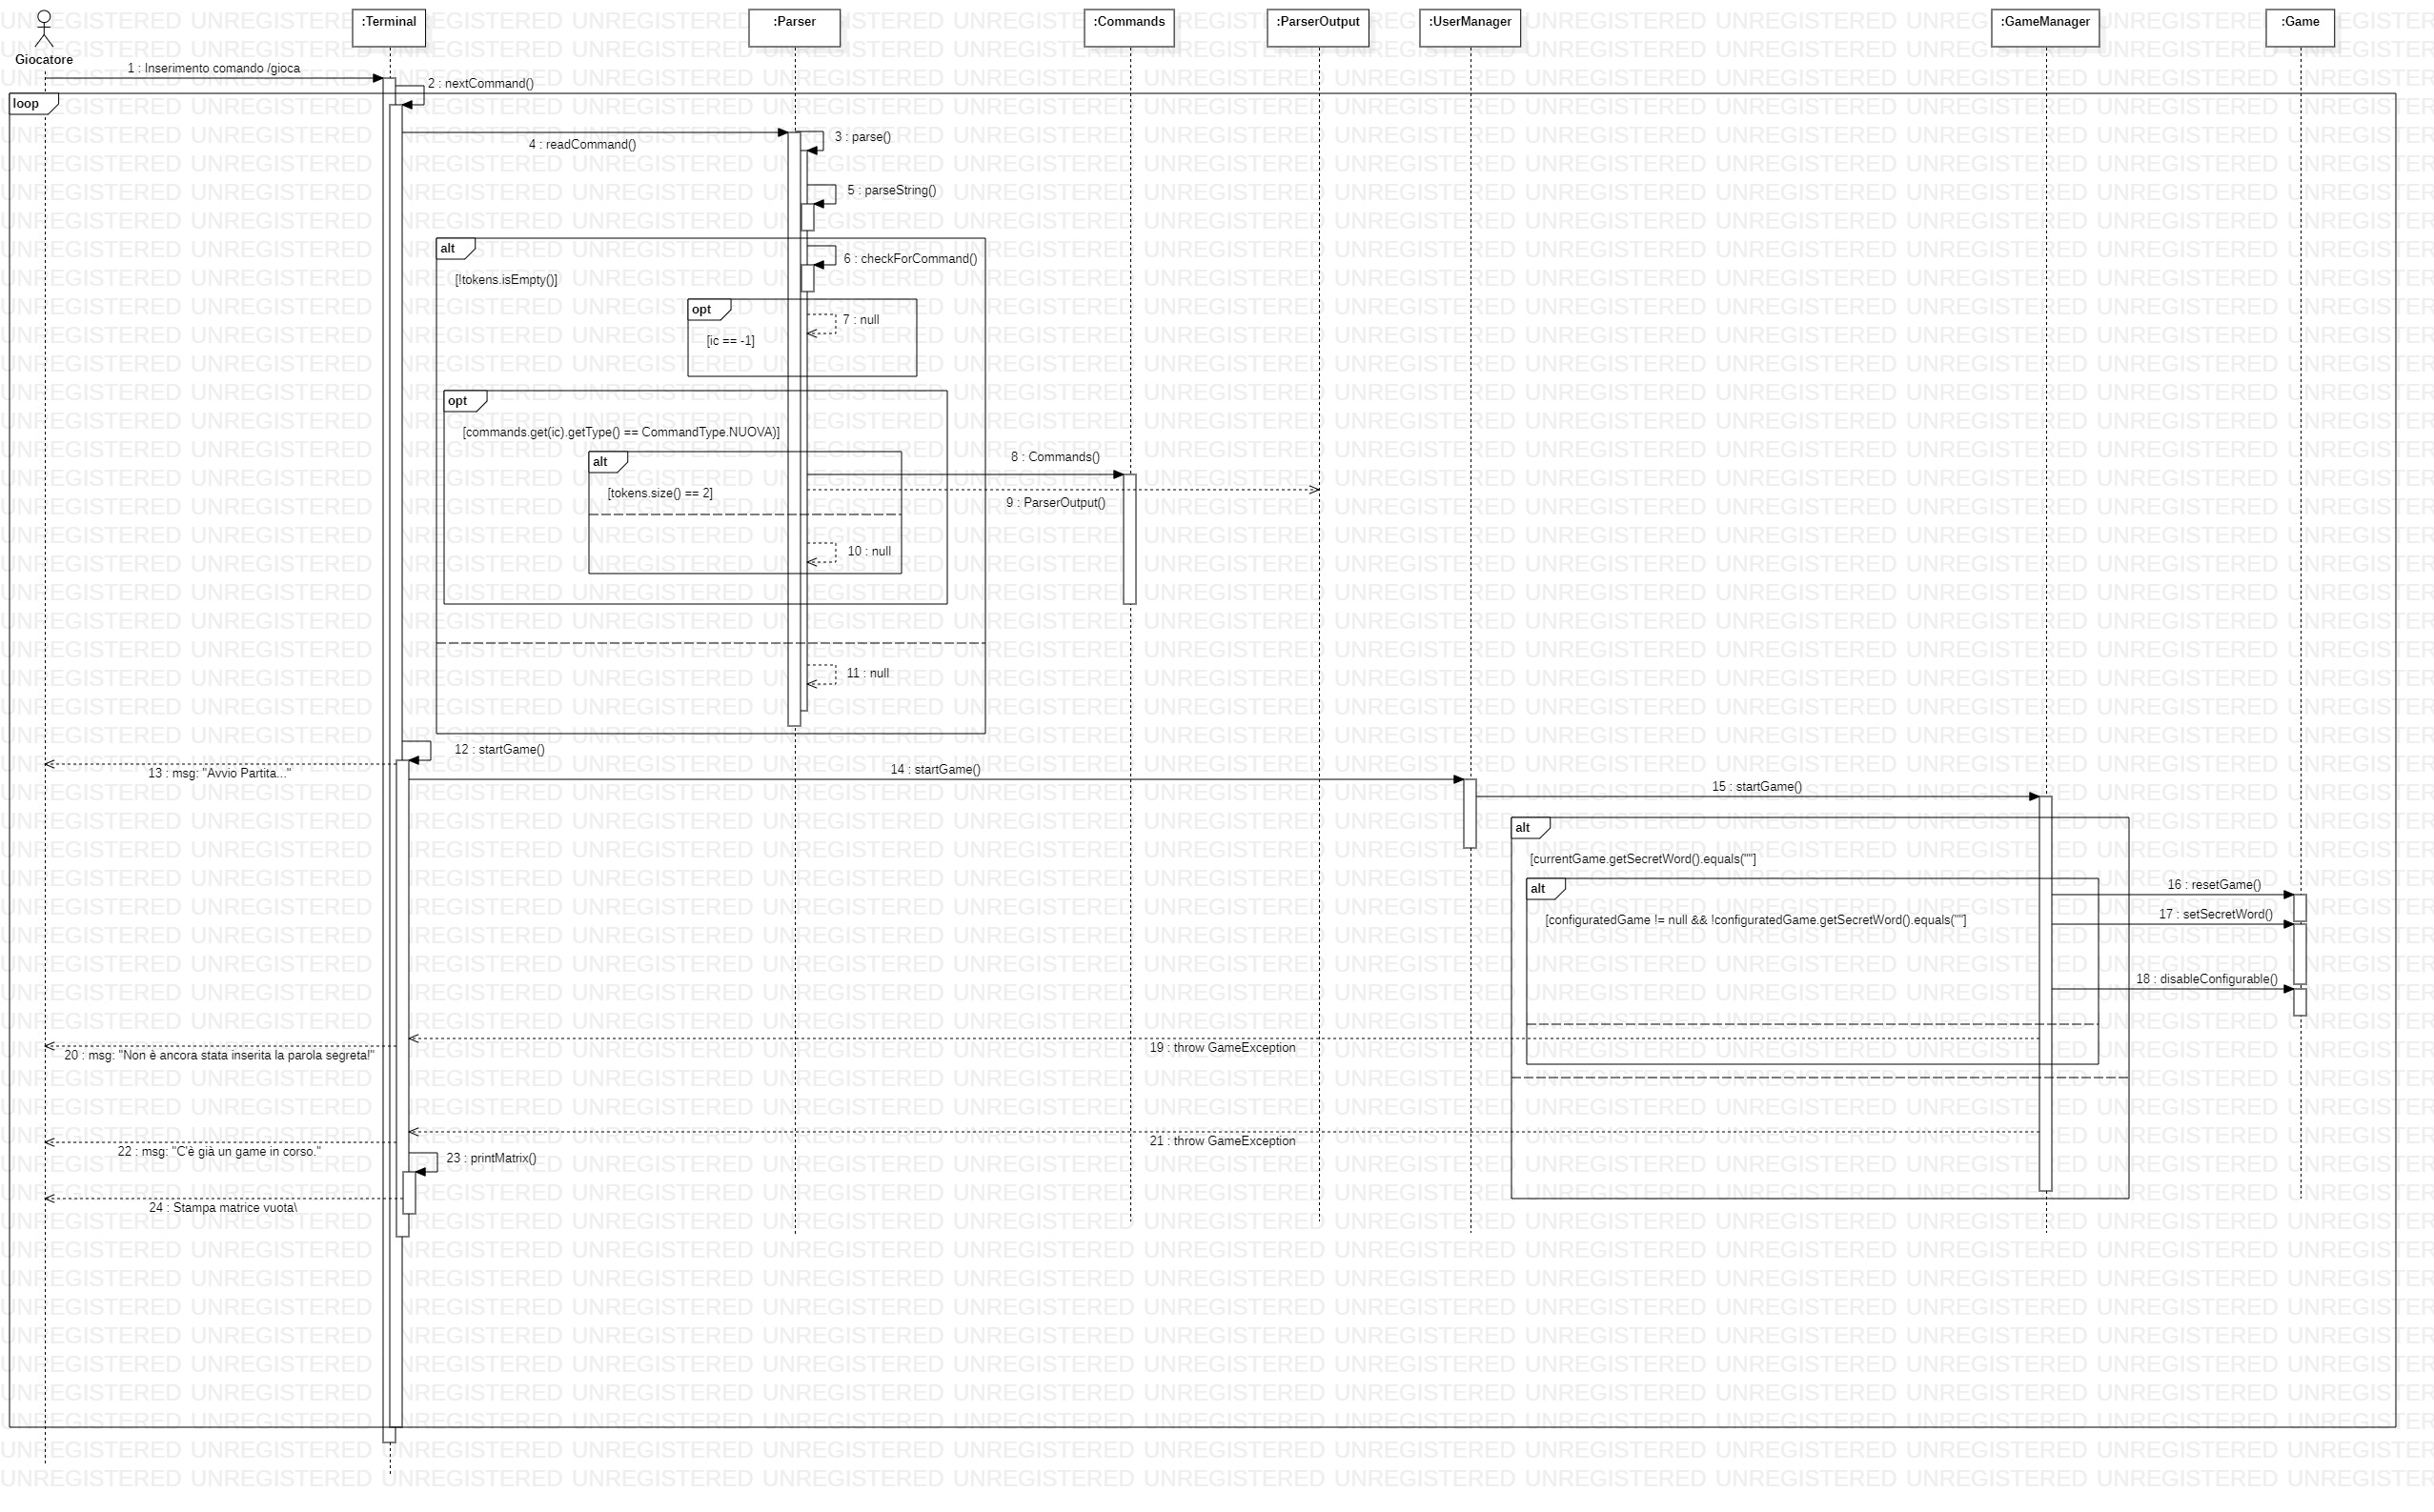 :Terminal
:Parser
:Commands
:ParserOutput
:UserManager
:GameManager
:Game
Giocatore
1 : Inserimento comando /gioca
2 : nextCommand()
loop
3 : parse()
4 : readCommand()
5 : parseString()
alt
6 : checkForCommand()
[!tokens.isEmpty()]
opt
7 : null
[ic == -1]
opt
[commands.get(ic).getType() == CommandType.NUOVA)]
8 : Commands()
alt
[tokens.size() == 2]
9 : ParserOutput()
10 : null
11 : null
12 : startGame()
13 : msg: "Avvio Partita..."
14 : startGame()
15 : startGame()
alt
[currentGame.getSecretWord().equals("")]
alt
16 : resetGame()
17 : setSecretWord()
[configuratedGame != null && !configuratedGame.getSecretWord().equals("")]
18 : disableConfigurable()
19 : throw GameException
20 : msg: "Non è ancora stata inserita la parola segreta!"
21 : throw GameException
22 : msg: "C'è già un game in corso."
23 : printMatrix()
24 : Stampa matrice vuota\
UNREGISTERED